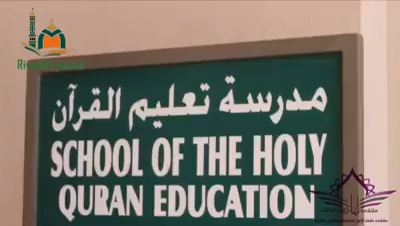 مدرسة تعليم القرآن
SCHOOL OF THE HOLY
QURAN EDUCATION